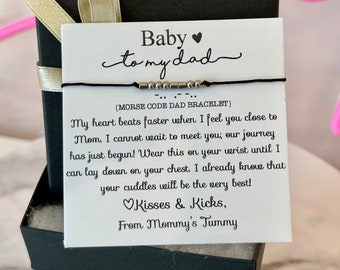 Baby ♥
to my dad
-.. .- -..
[MORSE CODE DAD BRACELET]
My heart beats faster when I feel you close to
Mom. I cannot wait to meet you; our journey
has just begun! Wear this on your wrist until I
can lay down on your chest. I already know that
your cuddles will be the very best!
♡Kisses & Kicks,
From Mommy's Tummy